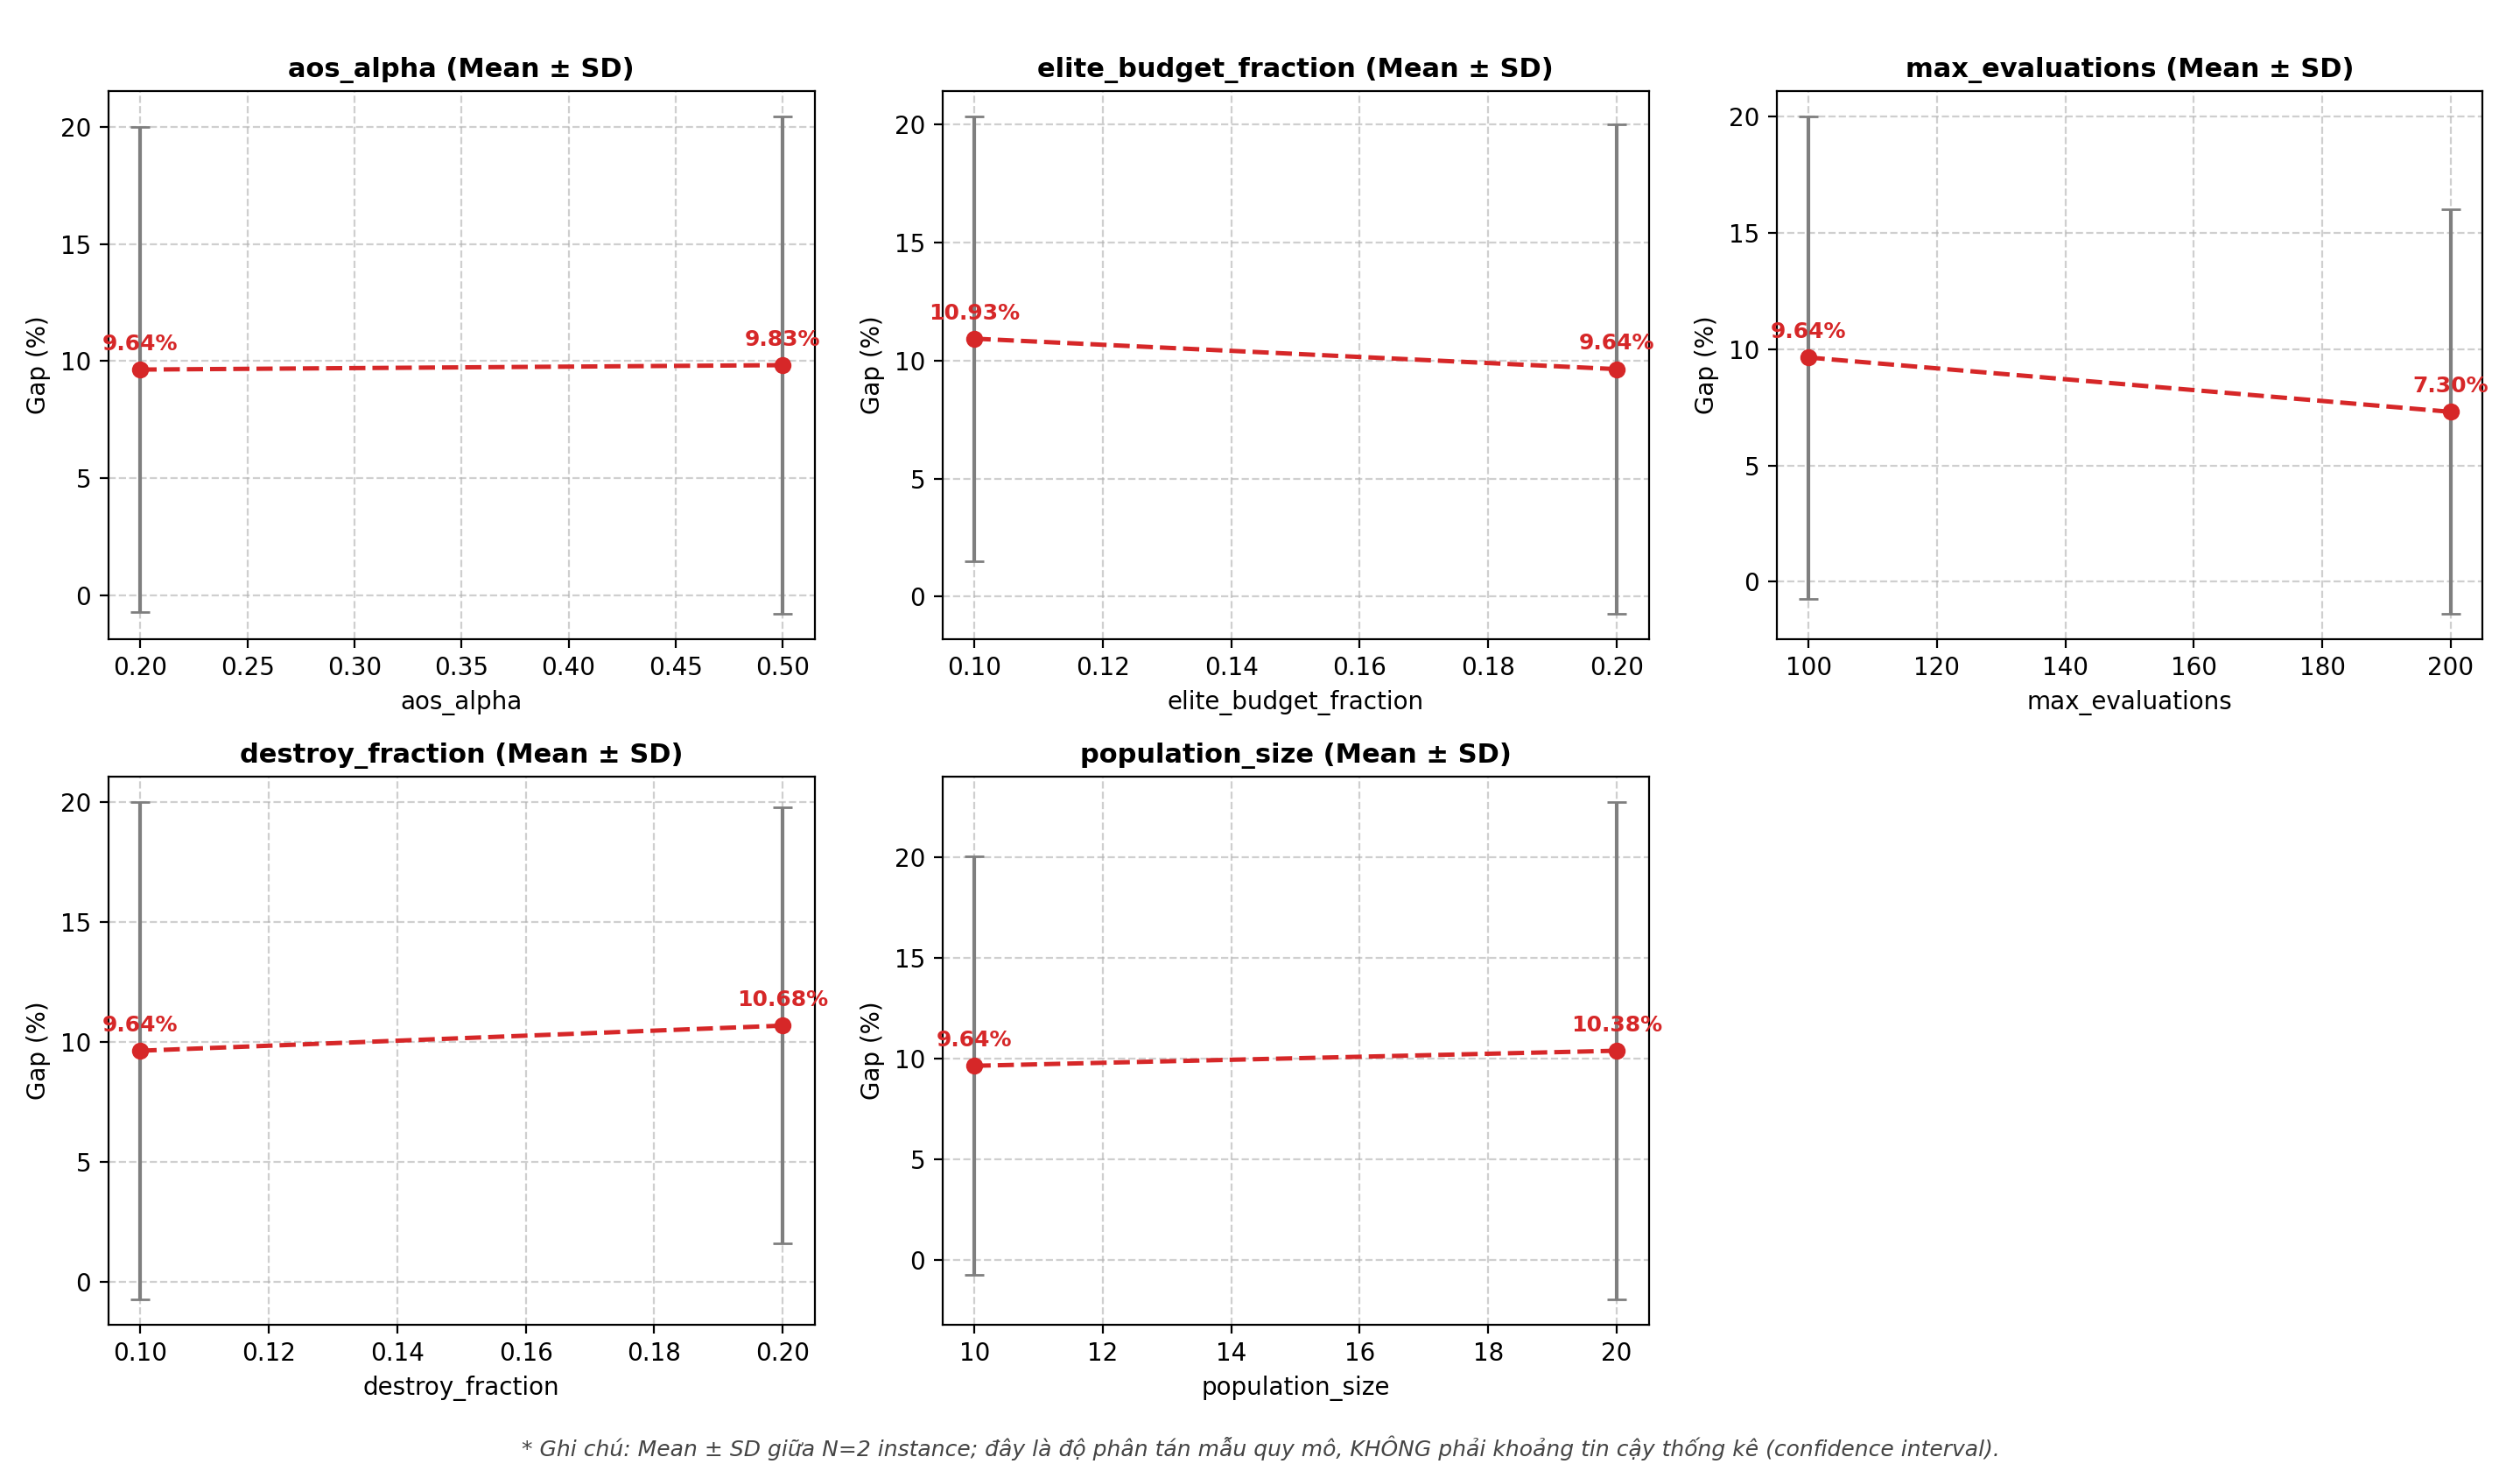 aos_alpha (Mean ± SD)
elite_budget_fraction (Mean ± SD)
max_evaluations (Mean ± SD)
Gap (%)
20
15
10
5
0
9.64%
9.83%
0.20 0.25 0.30 0.35 0.40 0.45 0.50
aos_alpha
Gap (%)
20
15
10
5
0
10.93%
9.64%
0.10 0.12 0.14 0.16 0.18 0.20
elite_budget_fraction
Gap (%)
20
15
10
5
0
9.64%
7.30%
100 120 140 160 180 200
max_evaluations
destroy_fraction (Mean ± SD)
population_size (Mean ± SD)
Gap (%)
20
15
10
5
0
9.64%
10.68%
0.10 0.12 0.14 0.16 0.18 0.20
destroy_fraction
Gap (%)
20
15
10
5
0
9.64%
10.38%
10 12 14 16 18 20
population_size
* Ghi chú: Mean ± SD giữa N=2 instance; đây là độ phân tán mẫu quy mô, KHÔNG phải khoảng tin cậy thống kê (confidence interval).